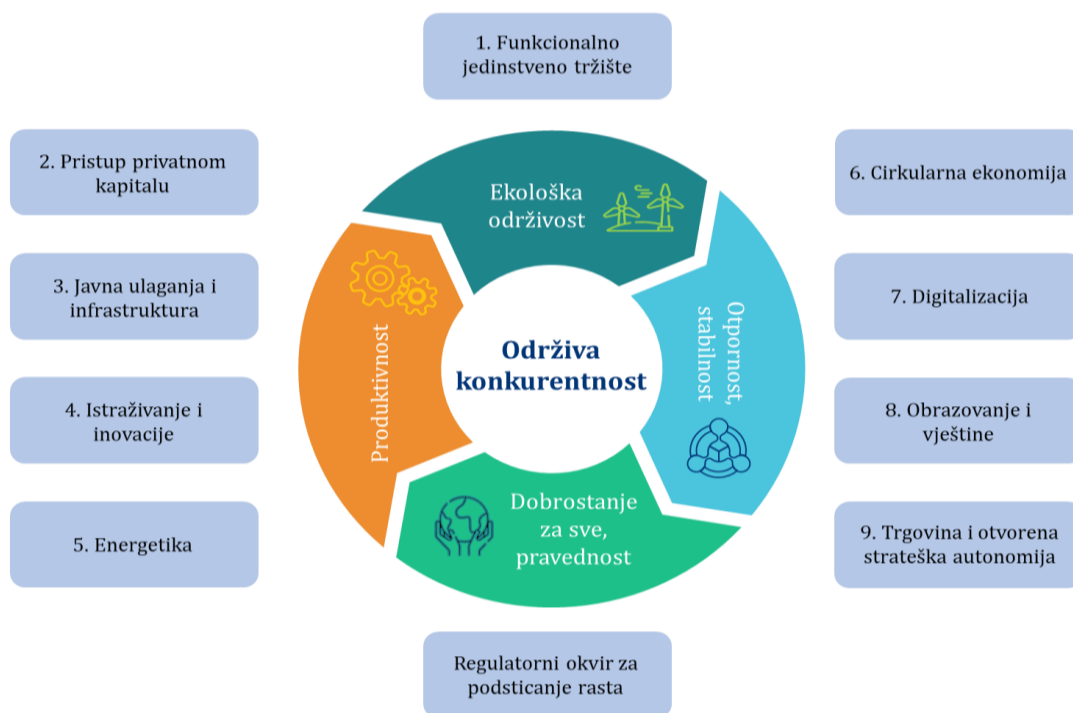 1. Funkcionalno
jedinstveno tržište
2. Pristup privatnom
kapitalu
3. Javna ulaganja i
infrastruktura
4. Istraživanje i
inovacije
5. Energetika
Ekološka
održivost
Otpornost,
stabilnost
Dobrostanje
za sve,
pravednost
Produktivnost
Održiva
konkurentnost
6. Cirkularna ekonomija
7. Digitalizacija
8. Obrazovanje i
vještine
9. Trgovina i otvorena
strateška autonomija
Regulatorni okvir za
podsticanje rasta